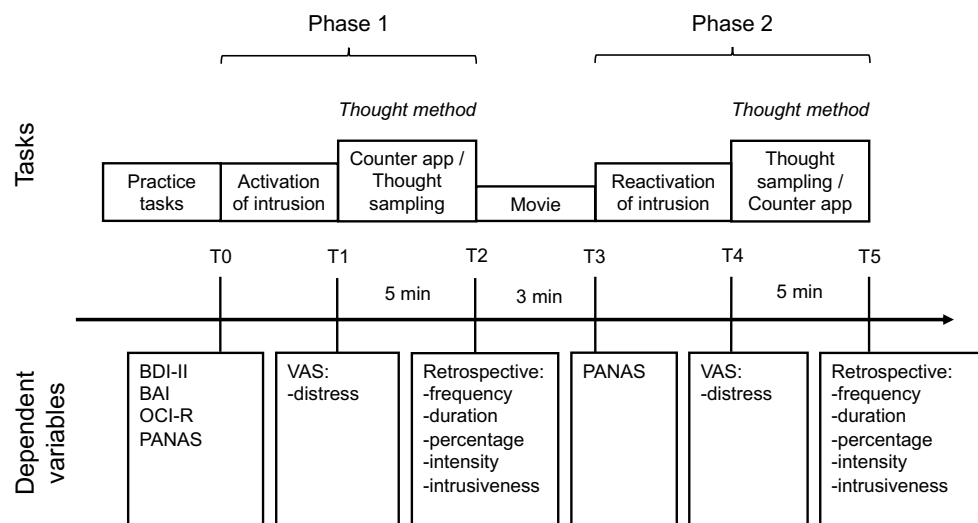 Phase 1
Phase 2
Thought method
Thought method
Tasks
Practice
tasks
Activation
of intrusion
Counter app /
Thought
sampling
Movie
Reactivation
of intrusion
Thought
sampling /
Counter app
T0
T1
T2
T3
T4
T5
5 min
3 min
5 min
Dependent
variables
BDI-II
BAI
OCI-R
PANAS
VAS:
-distress
Retrospective:
-frequency
-duration
-percentage
-intensity
-intrusiveness
PANAS
VAS:
-distress
Retrospective:
-frequency
-duration
-percentage
-intensity
-intrusiveness